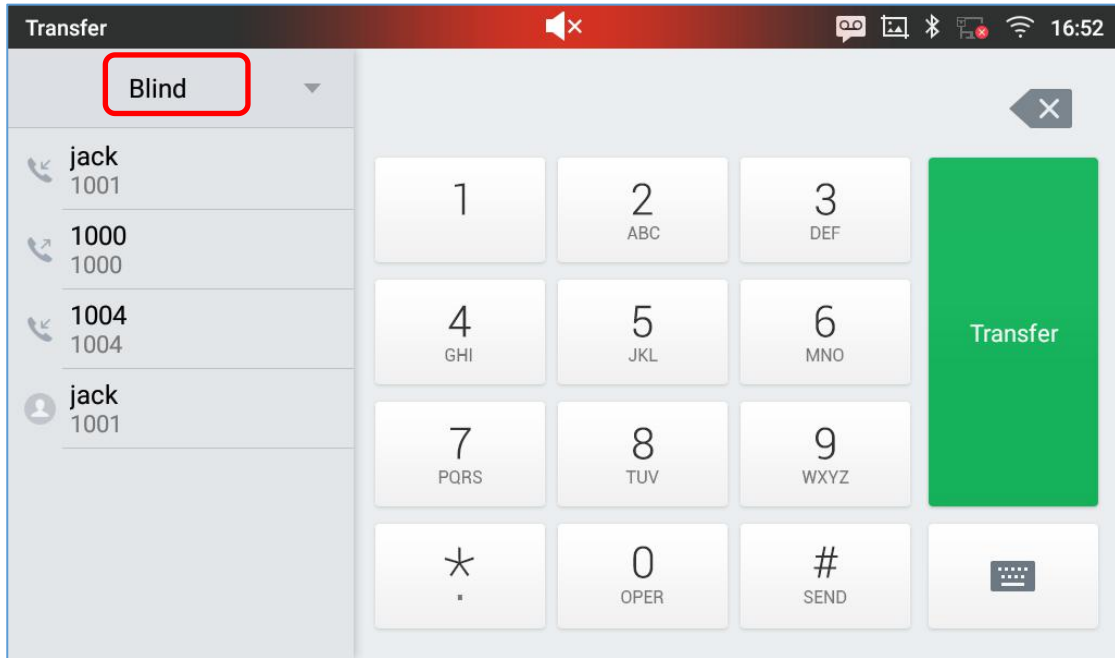 Transfer
16:52
Blind
jack
1001
1000
1000
1004
1004
jack
1001
1
2
ABC
3
DEF
4
GHI
5
JKL
6
MNO
7
PQRS
8
TUV
9
WXYZ
*
.
0
OPER
#
SEND
Transfer